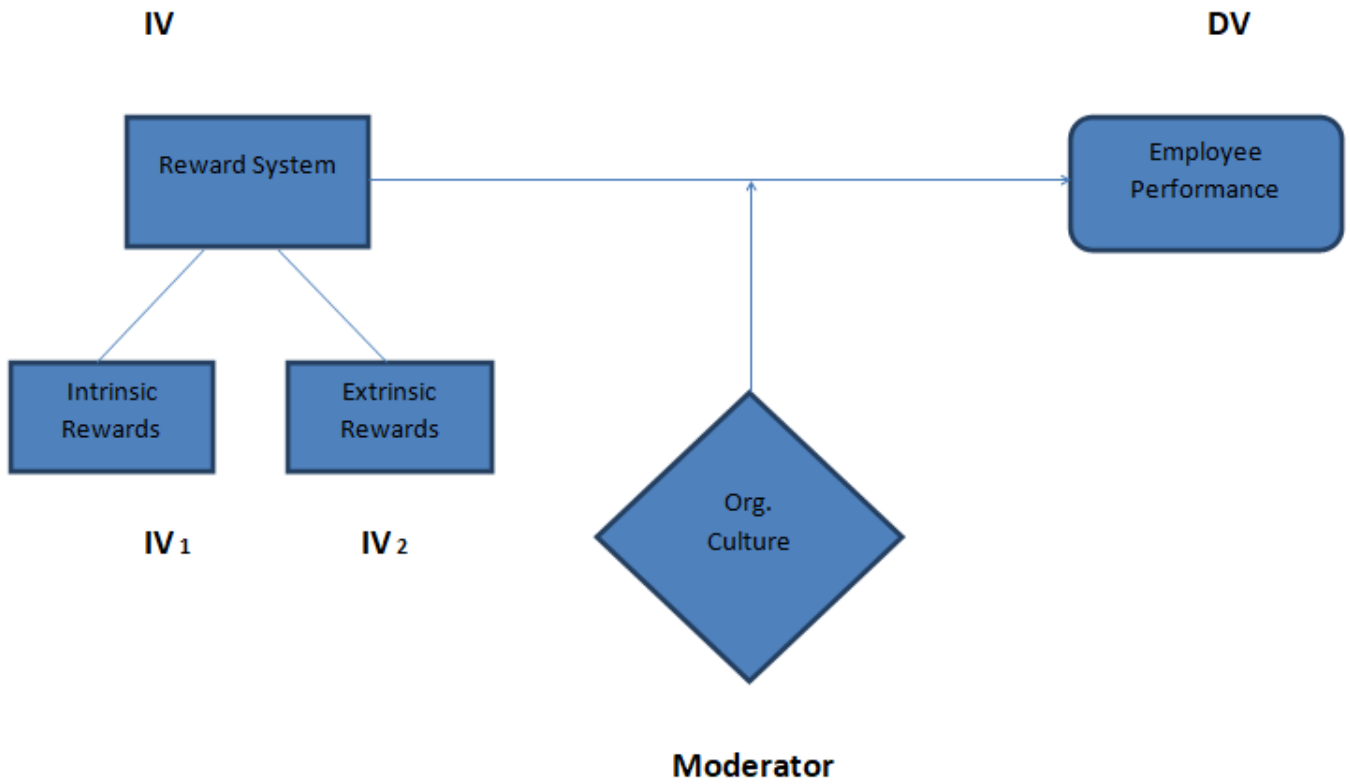 IV
DV
Reward System
Employee
Performance
Intrinsic
Rewards
Extrinsic
Rewards
IV 1
IV 2
Org.
Culture
Moderator